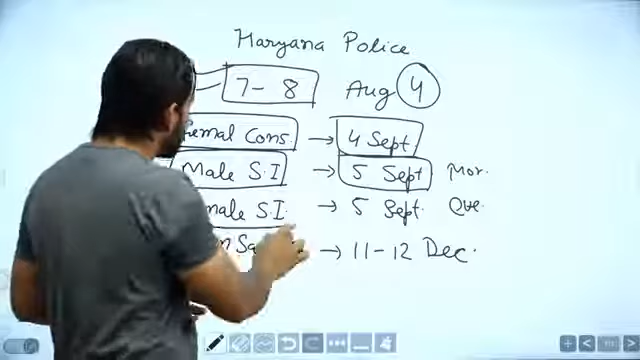 Haryana Police
7-8 Aug 4
Femal Cons. → 4 Sept.
Male S.I → 5 Sept Mor.
male S.I. → 5 Sept. Eve.
→ 11-12 Dec.